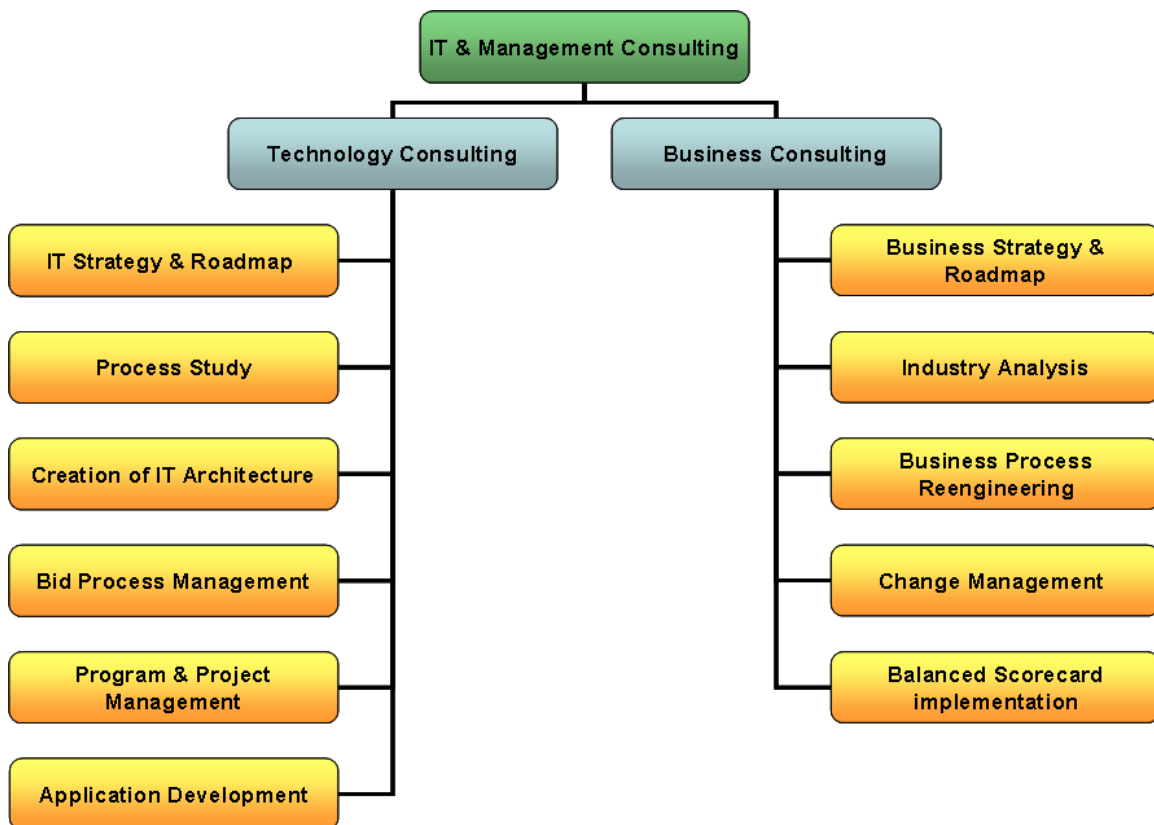 IT & Management Consulting
Technology Consulting
Business Consulting
IT Strategy & Roadmap
Process Study
Creation of IT Architecture
Bid Process Management
Program & Project
Management
Application Development
Business Strategy &
Roadmap
Industry Analysis
Business Process
Reengineering
Change Management
Balanced Scorecard
implementation